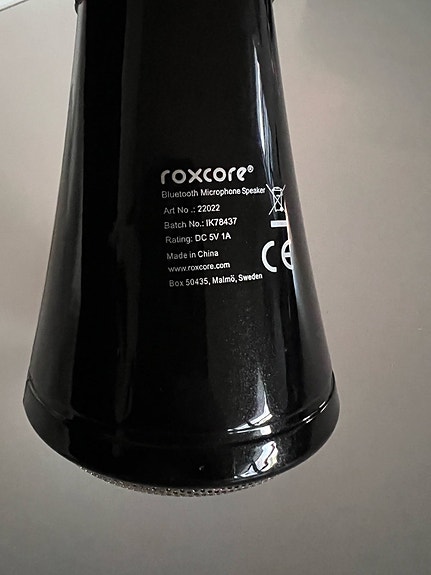 roxcore®
Bluetooth Microphone Speaker
Art No .: 22022
Batch No.: IK78437
Rating: DC 5V 1A
Made in China
www.roxcore.com
Box 50435, Malmö, Sweden
CE